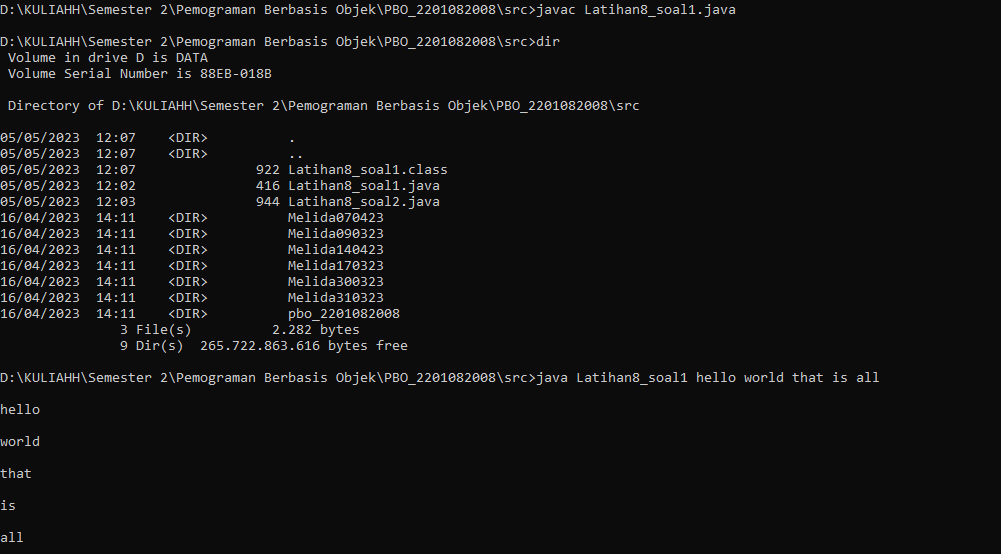 D:\KULIAHH\Semester 2\Pemograman Berbasis Objek\PBO_2201082008\src>javac Latihan8_soal1.java
D:\KULIAHH\Semester 2\Pemograman Berbasis Objek\PBO_2201082008\src>dir
 Volume in drive D is DATA
 Volume Serial Number is 88EB-018B
 Directory of D:\KULIAHH\Semester 2\Pemograman Berbasis Objek\PBO_2201082008\src
05/05/2023  12:07    <DIR>          .
05/05/2023  12:07    <DIR>          ..
05/05/2023  12:07               922 Latihan8_soal1.class
05/05/2023  12:02               416 Latihan8_soal1.java
05/05/2023  12:03               944 Latihan8_soal2.java
16/04/2023  14:11    <DIR>          Melida070423
16/04/2023  14:11    <DIR>          Melida090323
16/04/2023  14:11    <DIR>          Melida140423
16/04/2023  14:11    <DIR>          Melida170323
16/04/2023  14:11    <DIR>          Melida300323
16/04/2023  14:11    <DIR>          Melida310323
16/04/2023  14:11    <DIR>          pbo_2201082008
               3 File(s)          2.282 bytes
               9 Dir(s)  265.722.863.616 bytes free
D:\KULIAHH\Semester 2\Pemograman Berbasis Objek\PBO_2201082008\src>java Latihan8_soal1 hello world that is all
hello
world
that
is
all